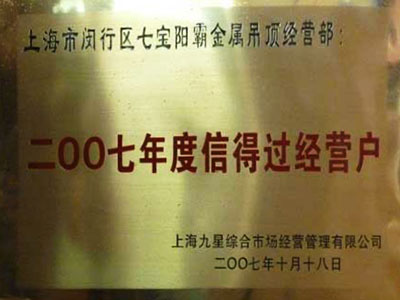 上海市闵行区七宝阳霸金属吊顶经营部：
二〇〇七年度信得过经营户
上海九星综合市场经营管理有限公司
二〇〇七年十月十八日